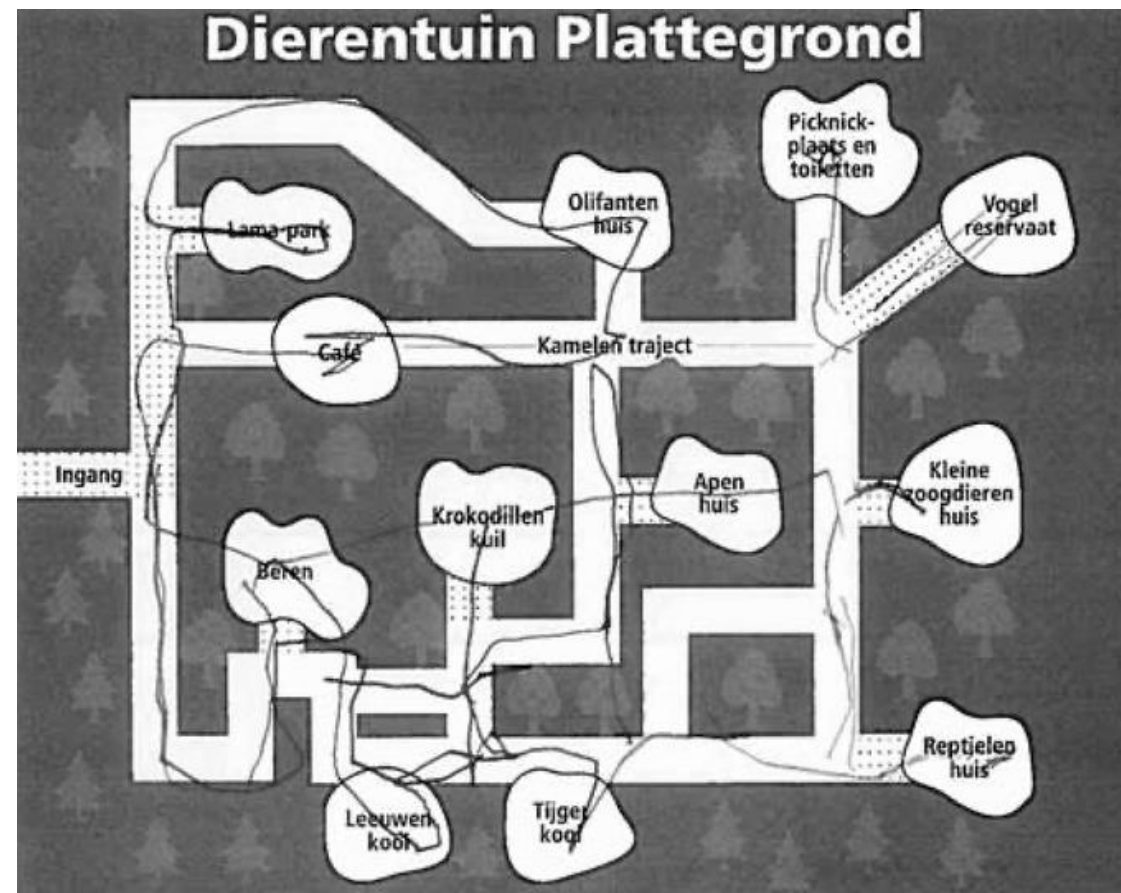 Dierentuin Plattegrond
Picknick-
plaats en
toiletten
Olifanten
huis
Vogel
reservaat
Lama-park
Café
Kamelen traject
Ingang
Apen
huis
Kleine
zoogdieren
huis
Krokodillen
kuil
Beren
Reptjelen
huis
Leeuwen
kooi
Tijger
kooi